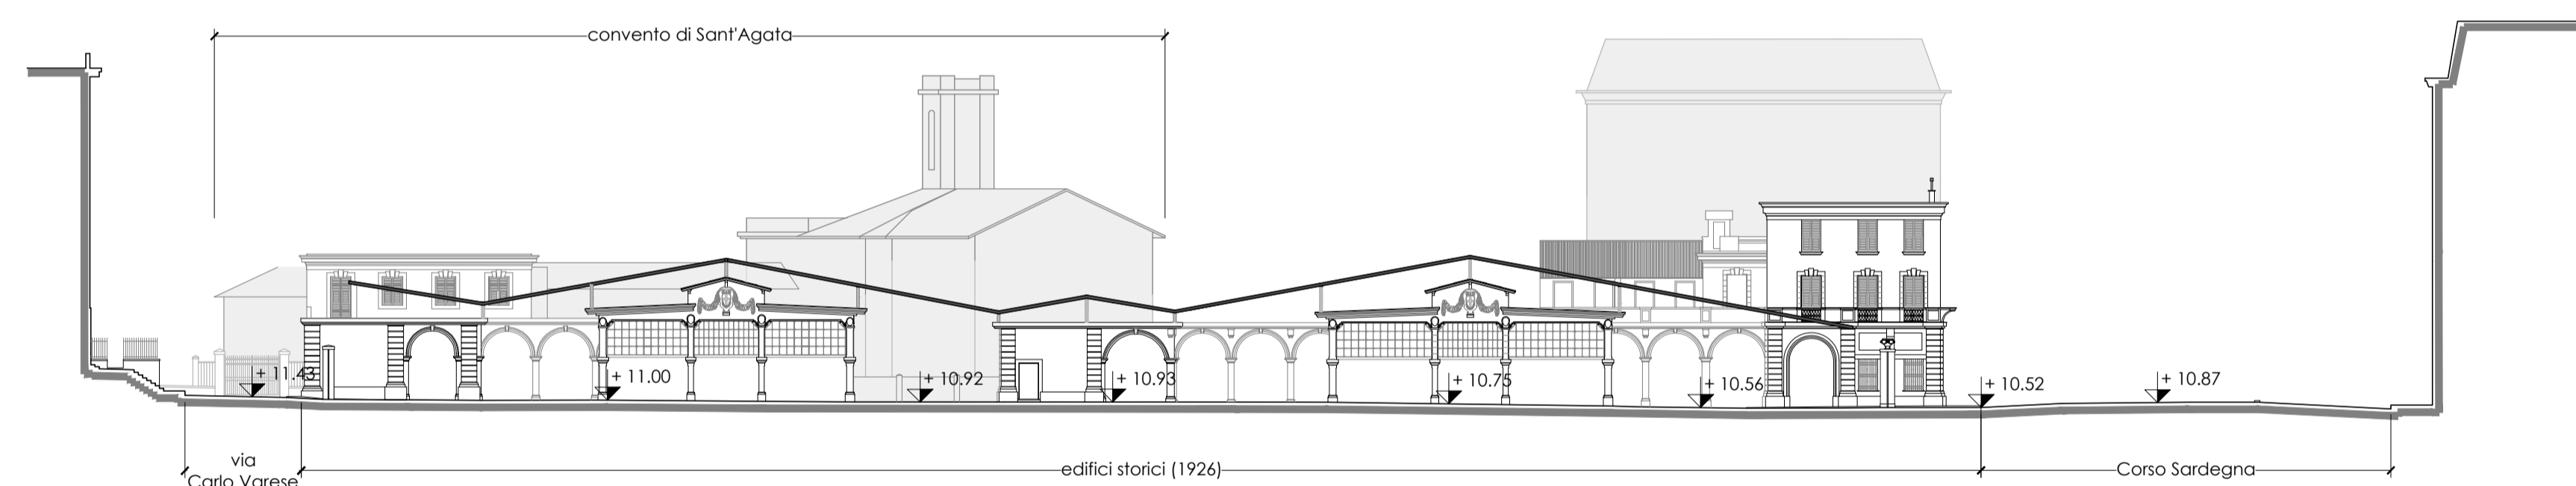 convento di Sant'Agata
+ 11.43
+ 11.00
+ 10.92
+ 10.93
+ 10.75
+ 10.56
+ 10.52
+ 10.87
via
Carlo Varese
edifici storici (1926)
Corso Sardegna